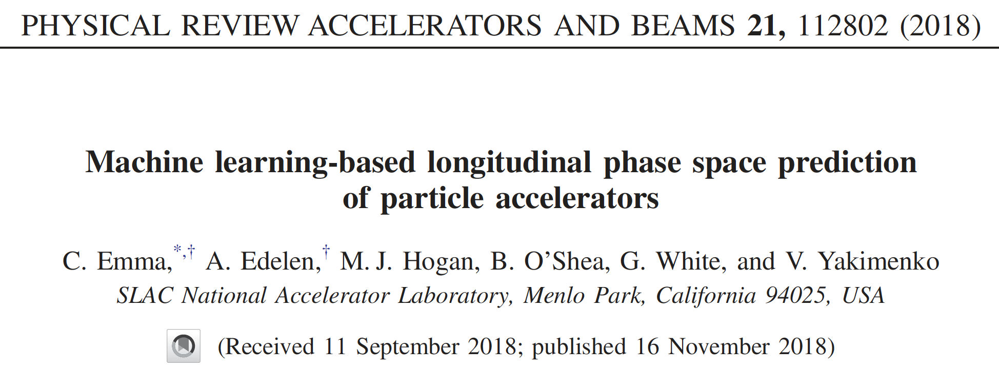 PHYSICAL REVIEW ACCELERATORS AND BEAMS 21, 112802 (2018)
Machine learning-based longitudinal phase space prediction
of particle accelerators
C. Emma,*,† A. Edelen,† M. J. Hogan, B. O’Shea, G. White, and V. Yakimenko
SLAC National Accelerator Laboratory, Menlo Park, California 94025, USA
(Received 11 September 2018; published 16 November 2018)